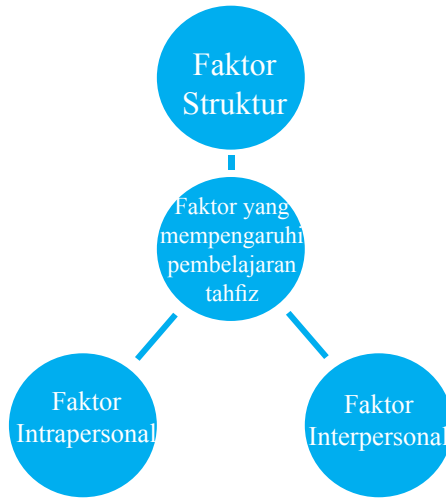 Faktor
Struktur
Faktor yang
mempengaruhi
pembelajaran
tahfiz
Faktor
Intrapersonal
Faktor
Interpersonal